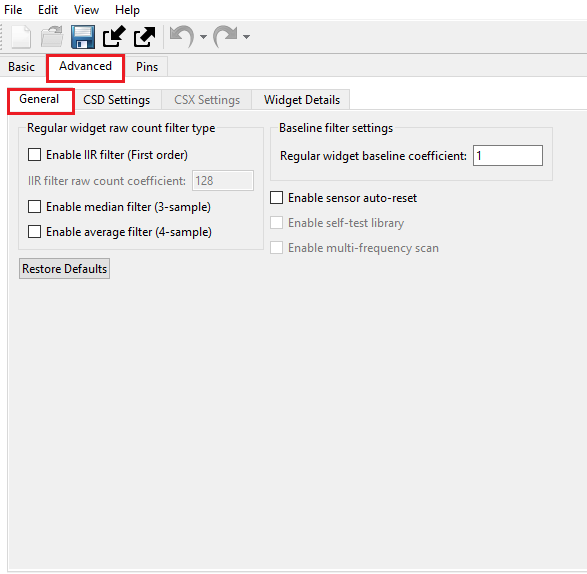 File Edit View Help
Basic Advanced Pins
General CSD Settings CSX Settings Widget Details
Regular widget raw count filter type
Enable IIR filter (First order)
IIR filter raw count coefficient: 128
Enable median filter (3-sample)
Enable average filter (4-sample)
Restore Defaults
Baseline filter settings
Regular widget baseline coefficient: 1
Enable sensor auto-reset
Enable self-test library
Enable multi-frequency scan